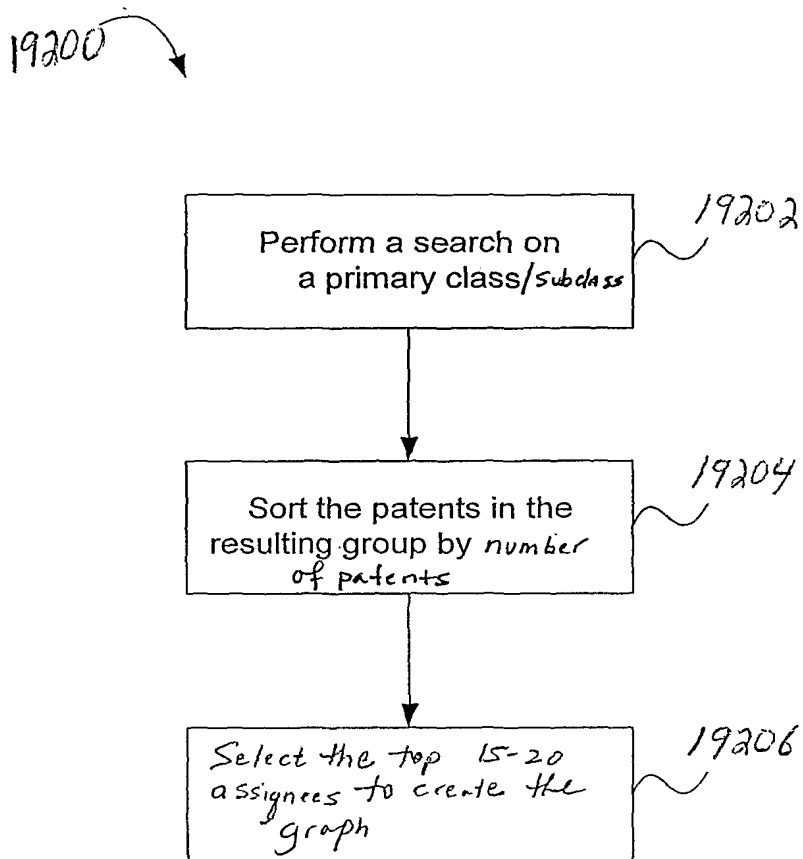 19200
Perform a search on
a primary class/subclass
19202
Sort the patents in the
resulting group by number
of patents
19204
Select the top 15-20
assignees to create the
graph
19206